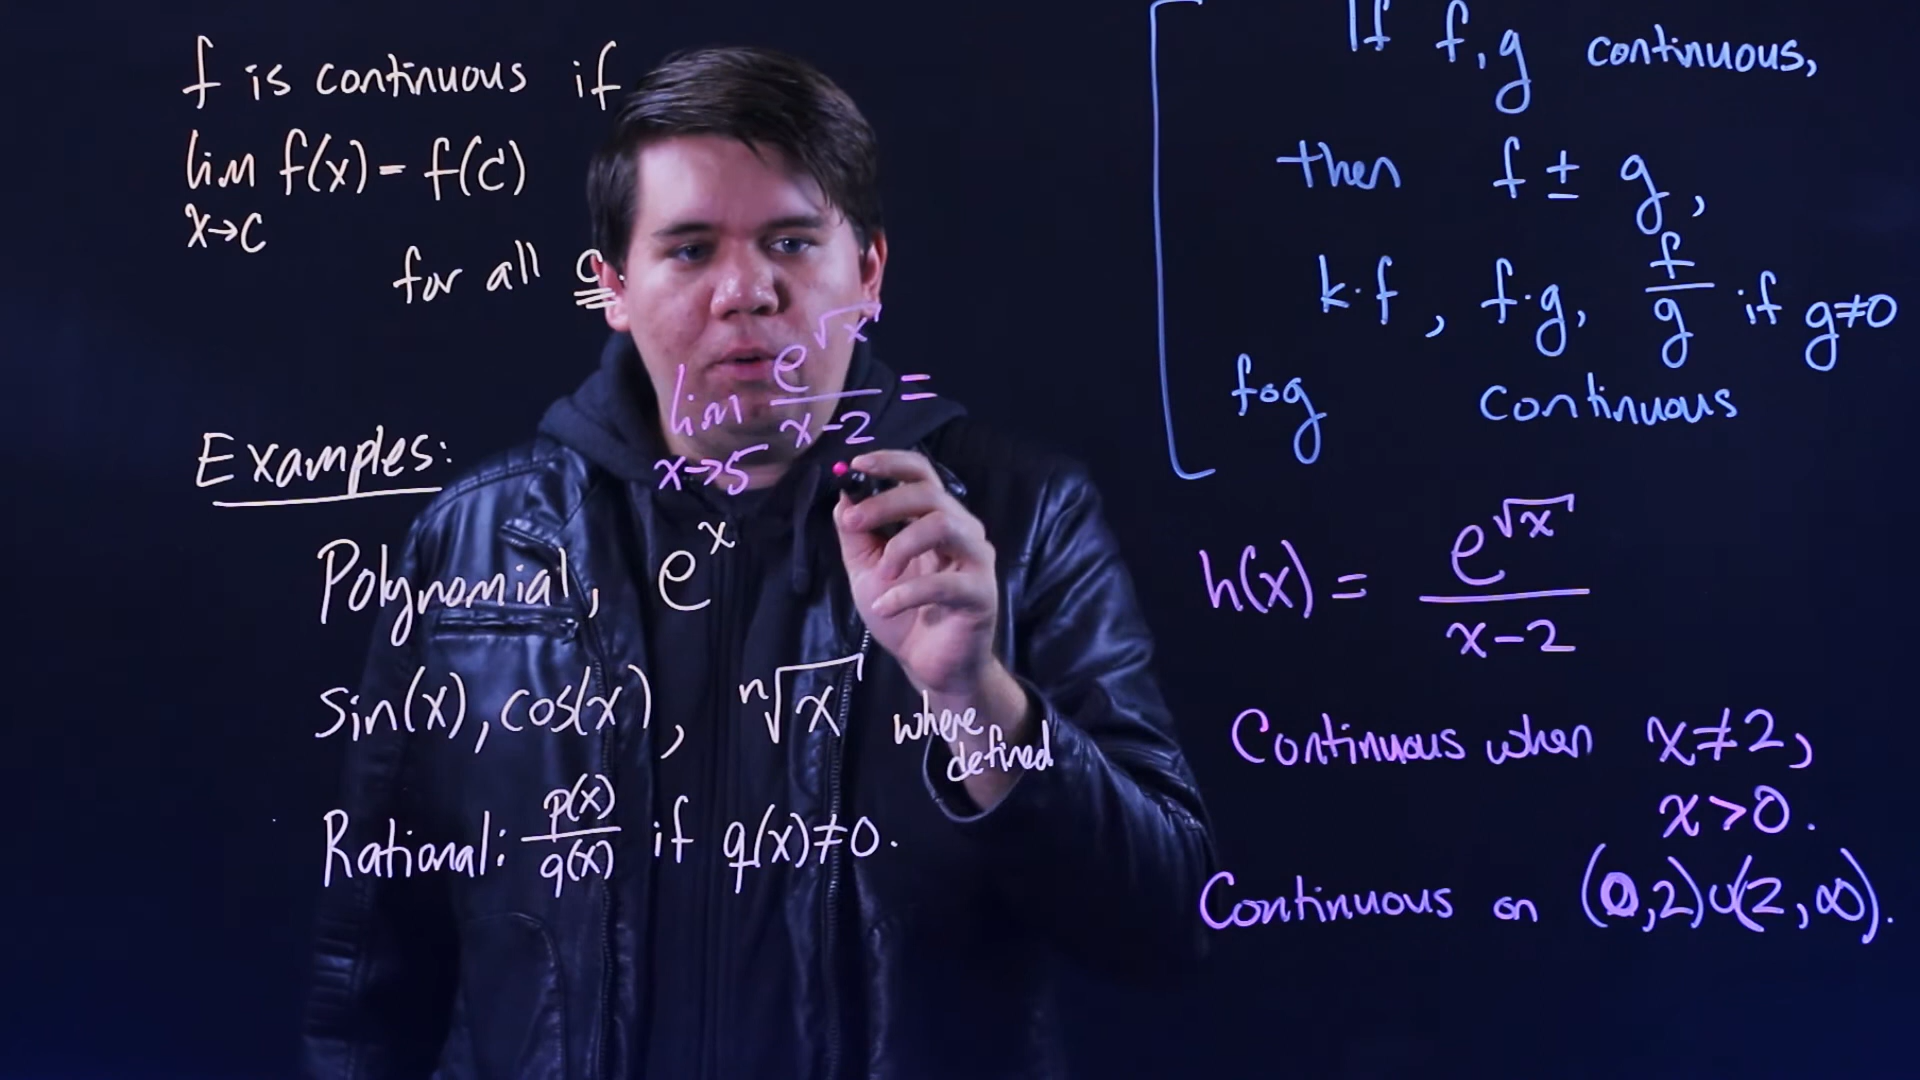 f is continuous if
lim f(x) = f(c)
x→c
for all c.
Examples:
Polynomial, e^x
sin(x), cos(x), ⁿ√x where
defined
Rational: p(x)/q(x) if q(x)≠0.
lim e^√x/(x-2) =
x→5
If f, g continuous,
then f ± g,
k·f, f·g, f/g if g≠0
fog continuous
h(x) = e^√x/(x-2)
Continuous when x≠2,
x>0.
Continuous on (0,2)∪(2,∞).